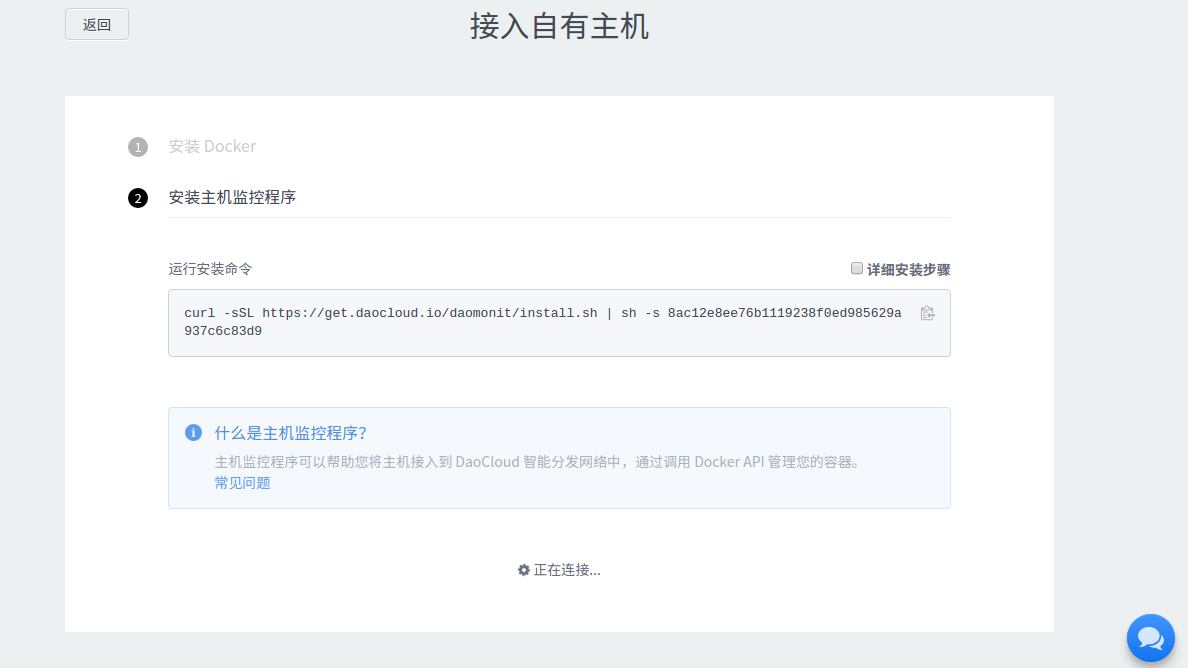 返回
接入自有主机
1 安装 Docker
2 安装主机监控程序
运行安装命令
详细安装步骤
curl -sSL https://get.daocloud.io/daomonit/install.sh | sh -s 8ac12e8ee76b1119238f0ed985629a
937c6c83d9
什么是主机监控程序？
主机监控程序可以帮助您将主机接入到 DaoCloud 智能分发网络中，通过调用 Docker API 管理您的容器。
常见问题
正在连接...